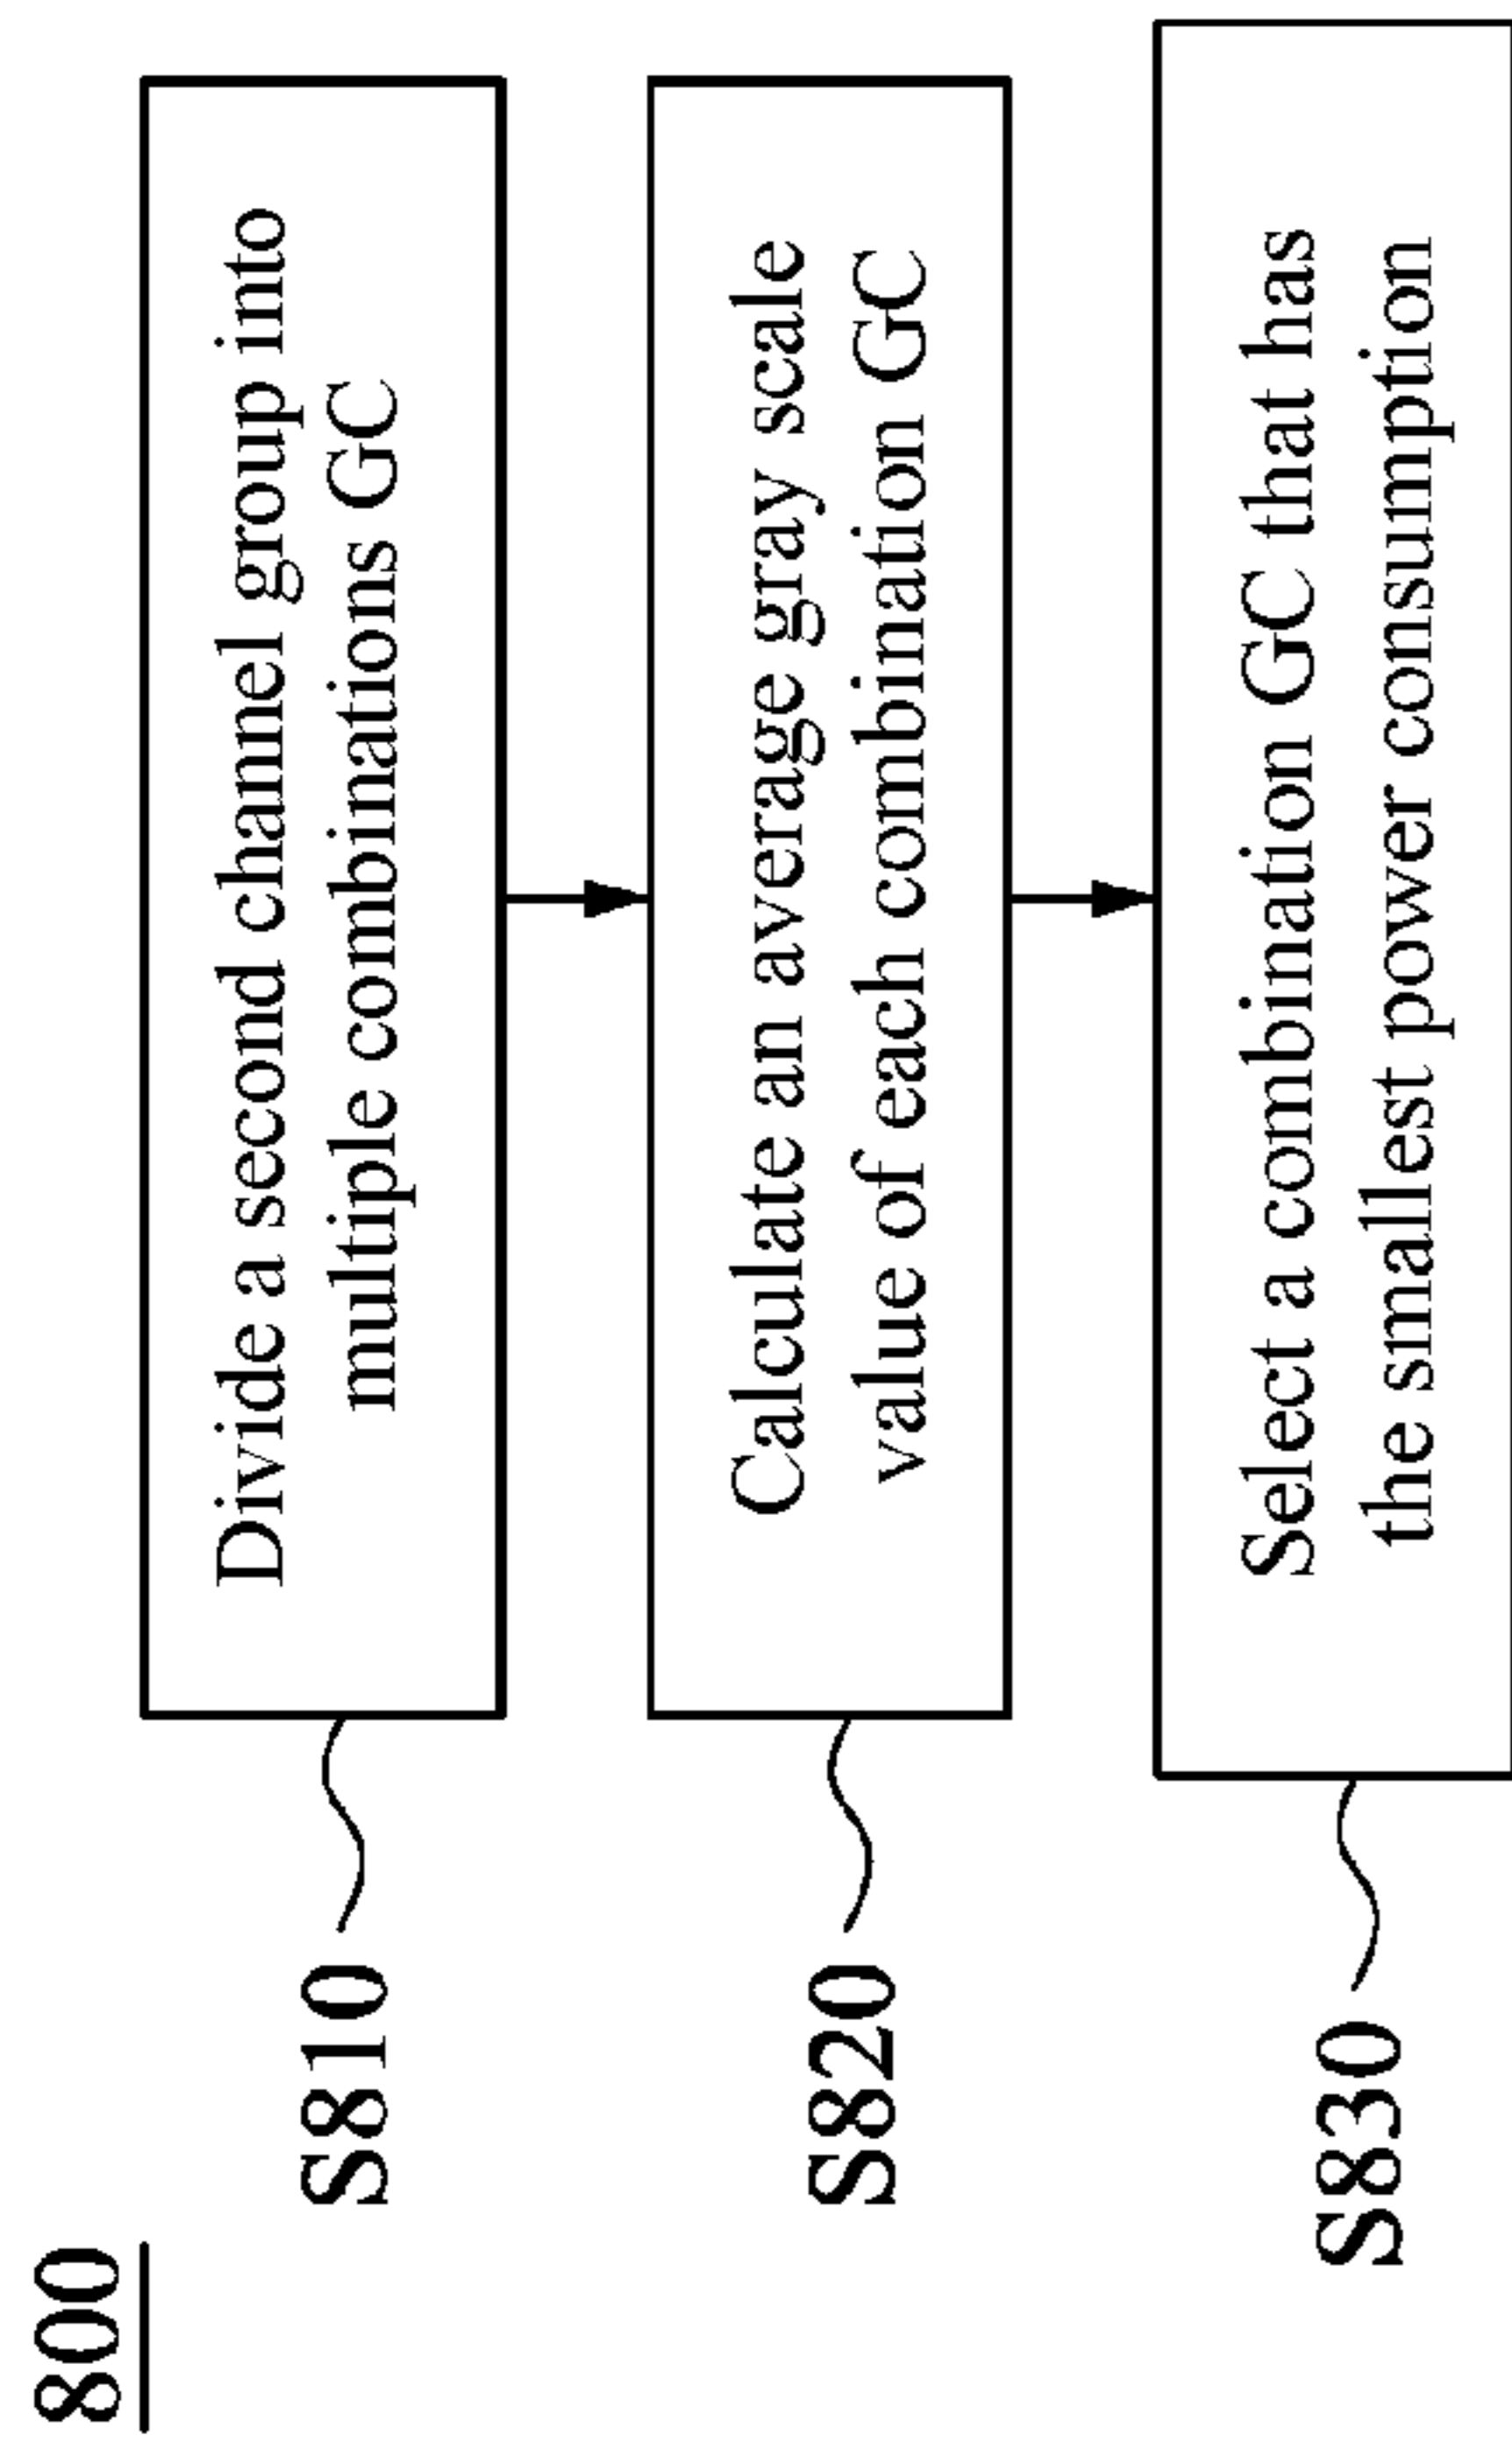 800
S810
Divide a second channel group into
multiple combinations GC
S820
Calculate an average gray scale
value of each combination GC
S830
Select a combination GC that has
the smallest power consumption